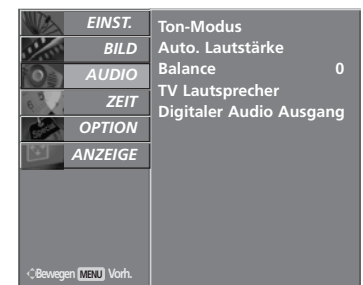 EINST.
BILD
AUDIO
ZEIT
OPTION
ANZEIGE
Ton-Modus
Auto. Lautstärke
Balance 0
TV Lautsprecher
Digitaler Audio Ausgang
Bewegen MENU Vorh.